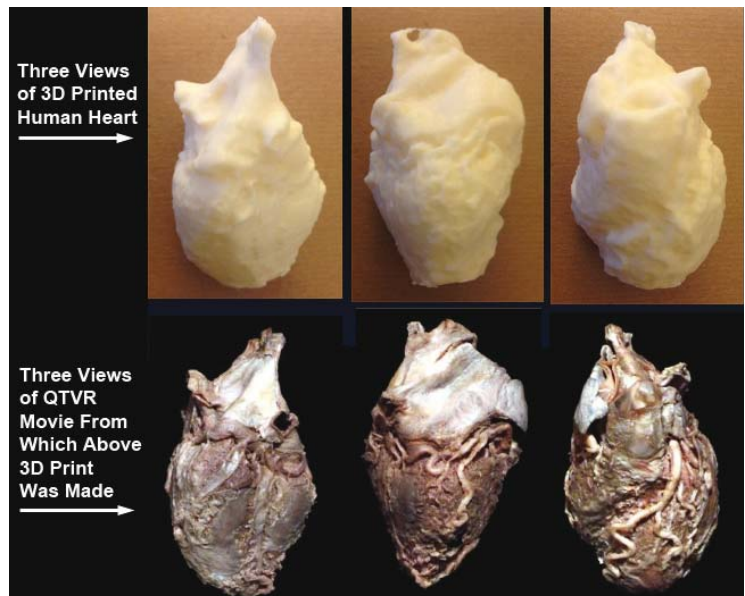 Three Views
of 3D Printed
Human Heart
Three Views
of QTVR
Movie From
Which Above
3D Print
Was Made